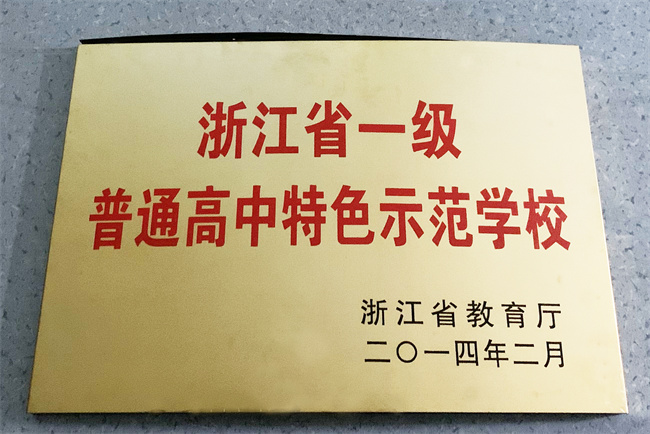 浙江省一级
普通高中特色示范学校
浙江省教育厅
二〇一四年二月